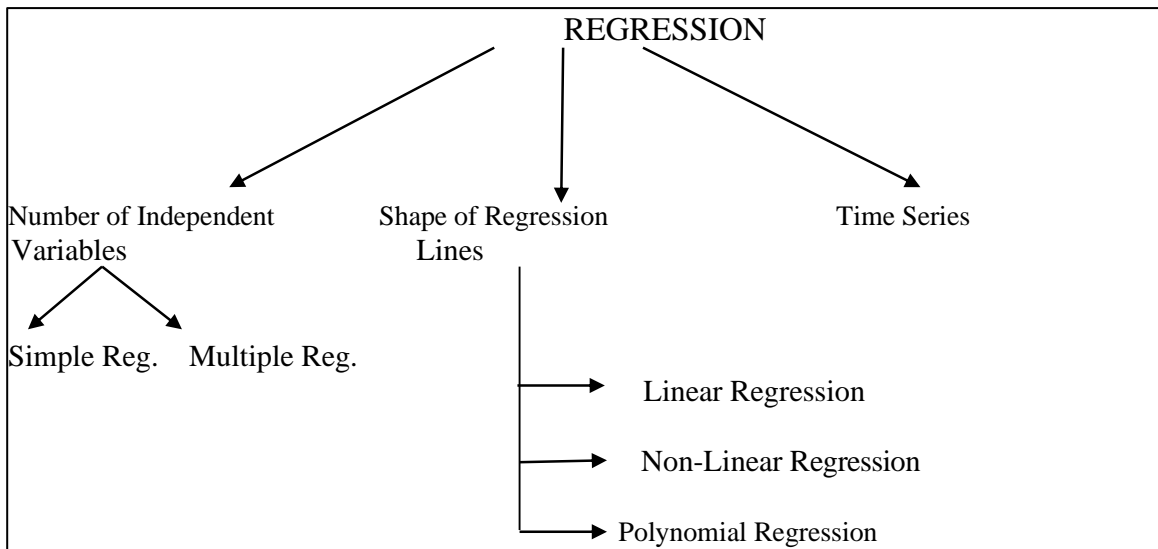 REGRESSION
Number of Independent
Variables
Shape of Regression
Lines
Time Series
Simple Reg.
Multiple Reg.
Linear Regression
Non-Linear Regression
Polynomial Regression